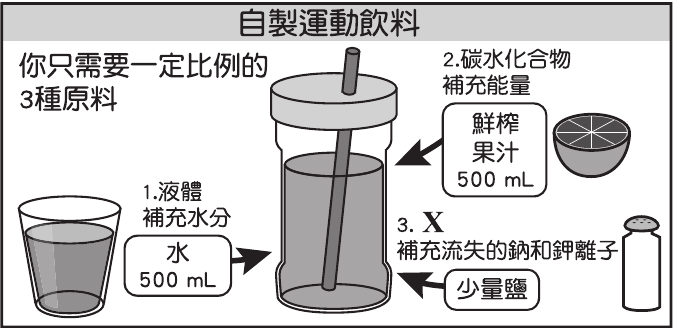 自製運動飲料
你只需要一定比例的
3種原料
1.液體
補充水分
水
500 mL
2.碳水化合物
補充能量
鮮榨
果汁
500 mL
3. X
補充流失的鈉和鉀離子
少量鹽